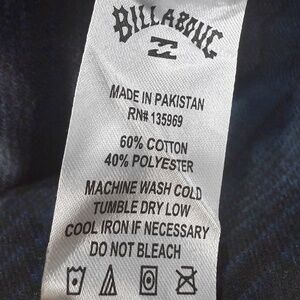 BILLABONG
MADE IN PAKISTAN
RN# 135969
60% COTTON
40% POLYESTER
MACHINE WASH COLD
TUMBLE DRY LOW
COOL IRON IF NECESSARY
DO NOT BLEACH